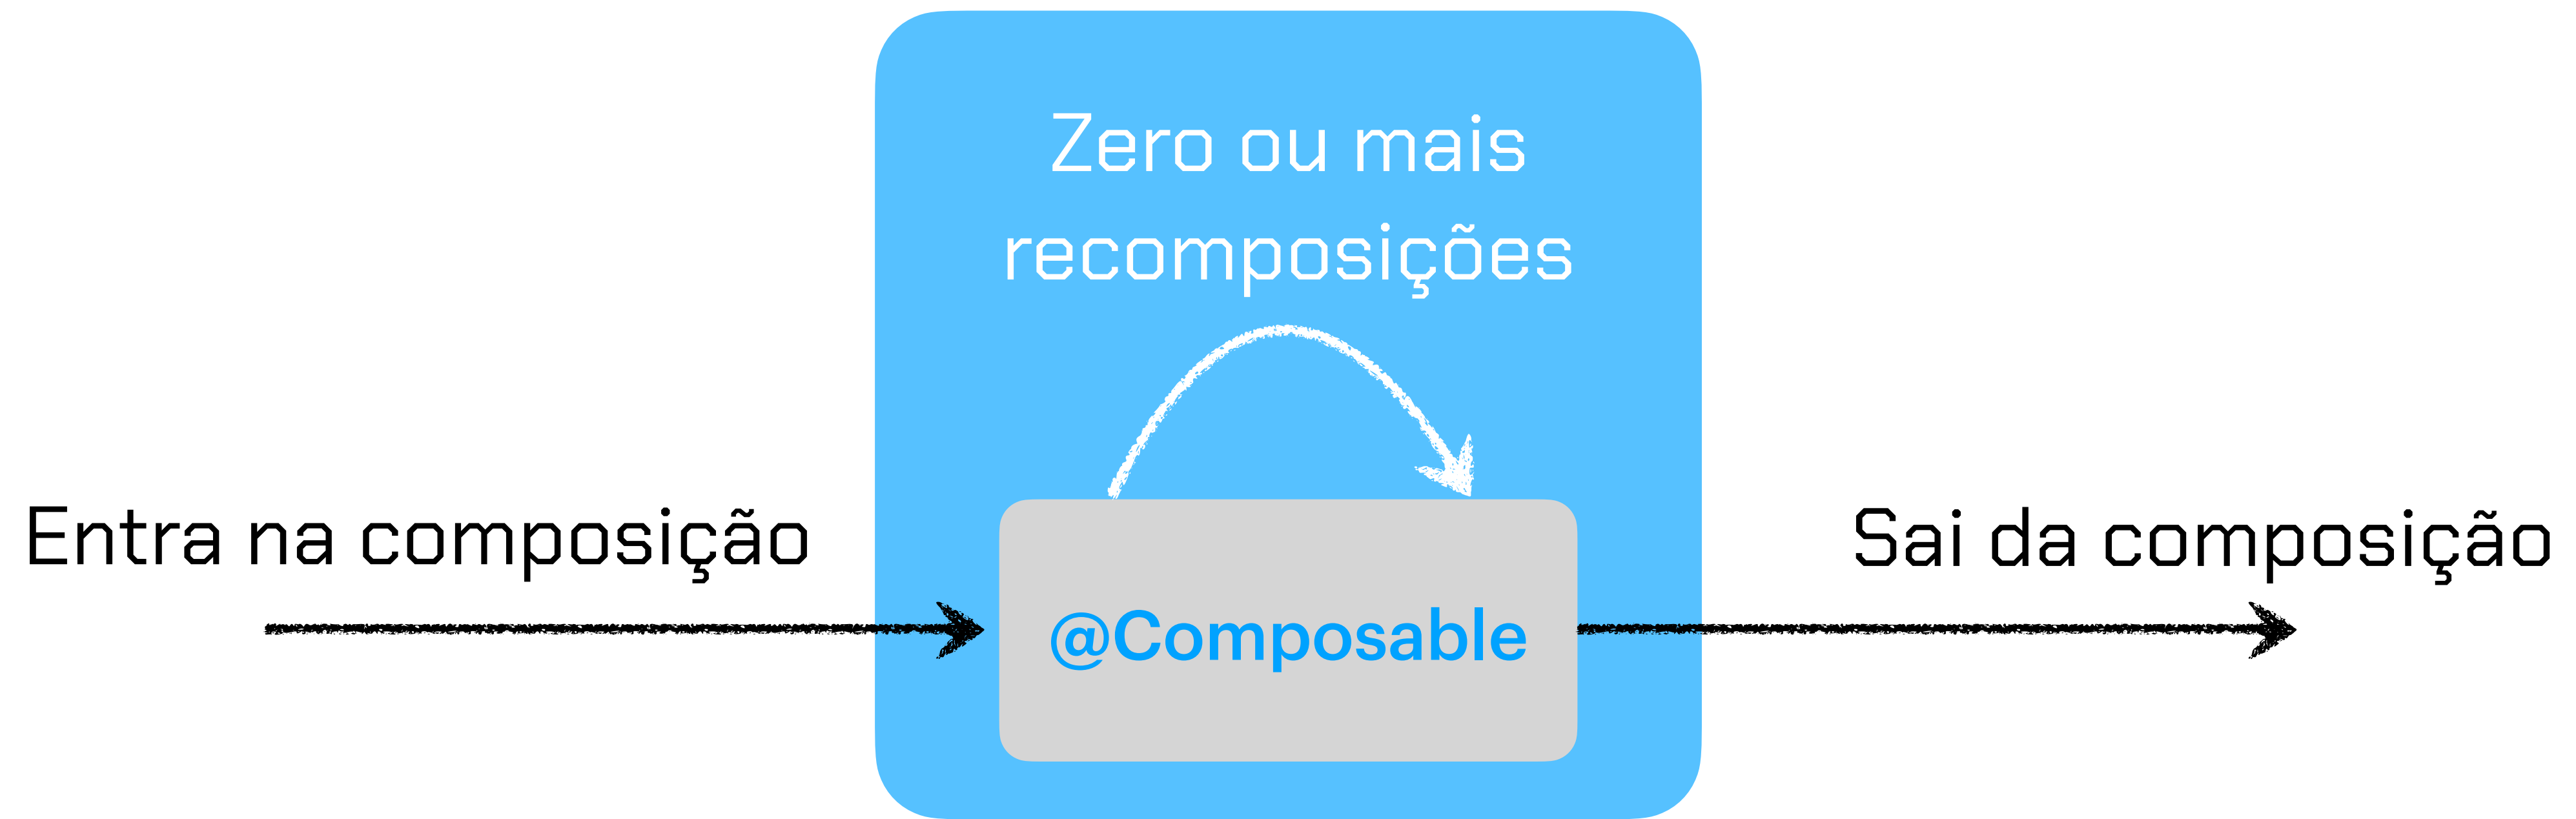 Zero ou mais
recomposições
Entra na composição
@Composable
Sai da composição